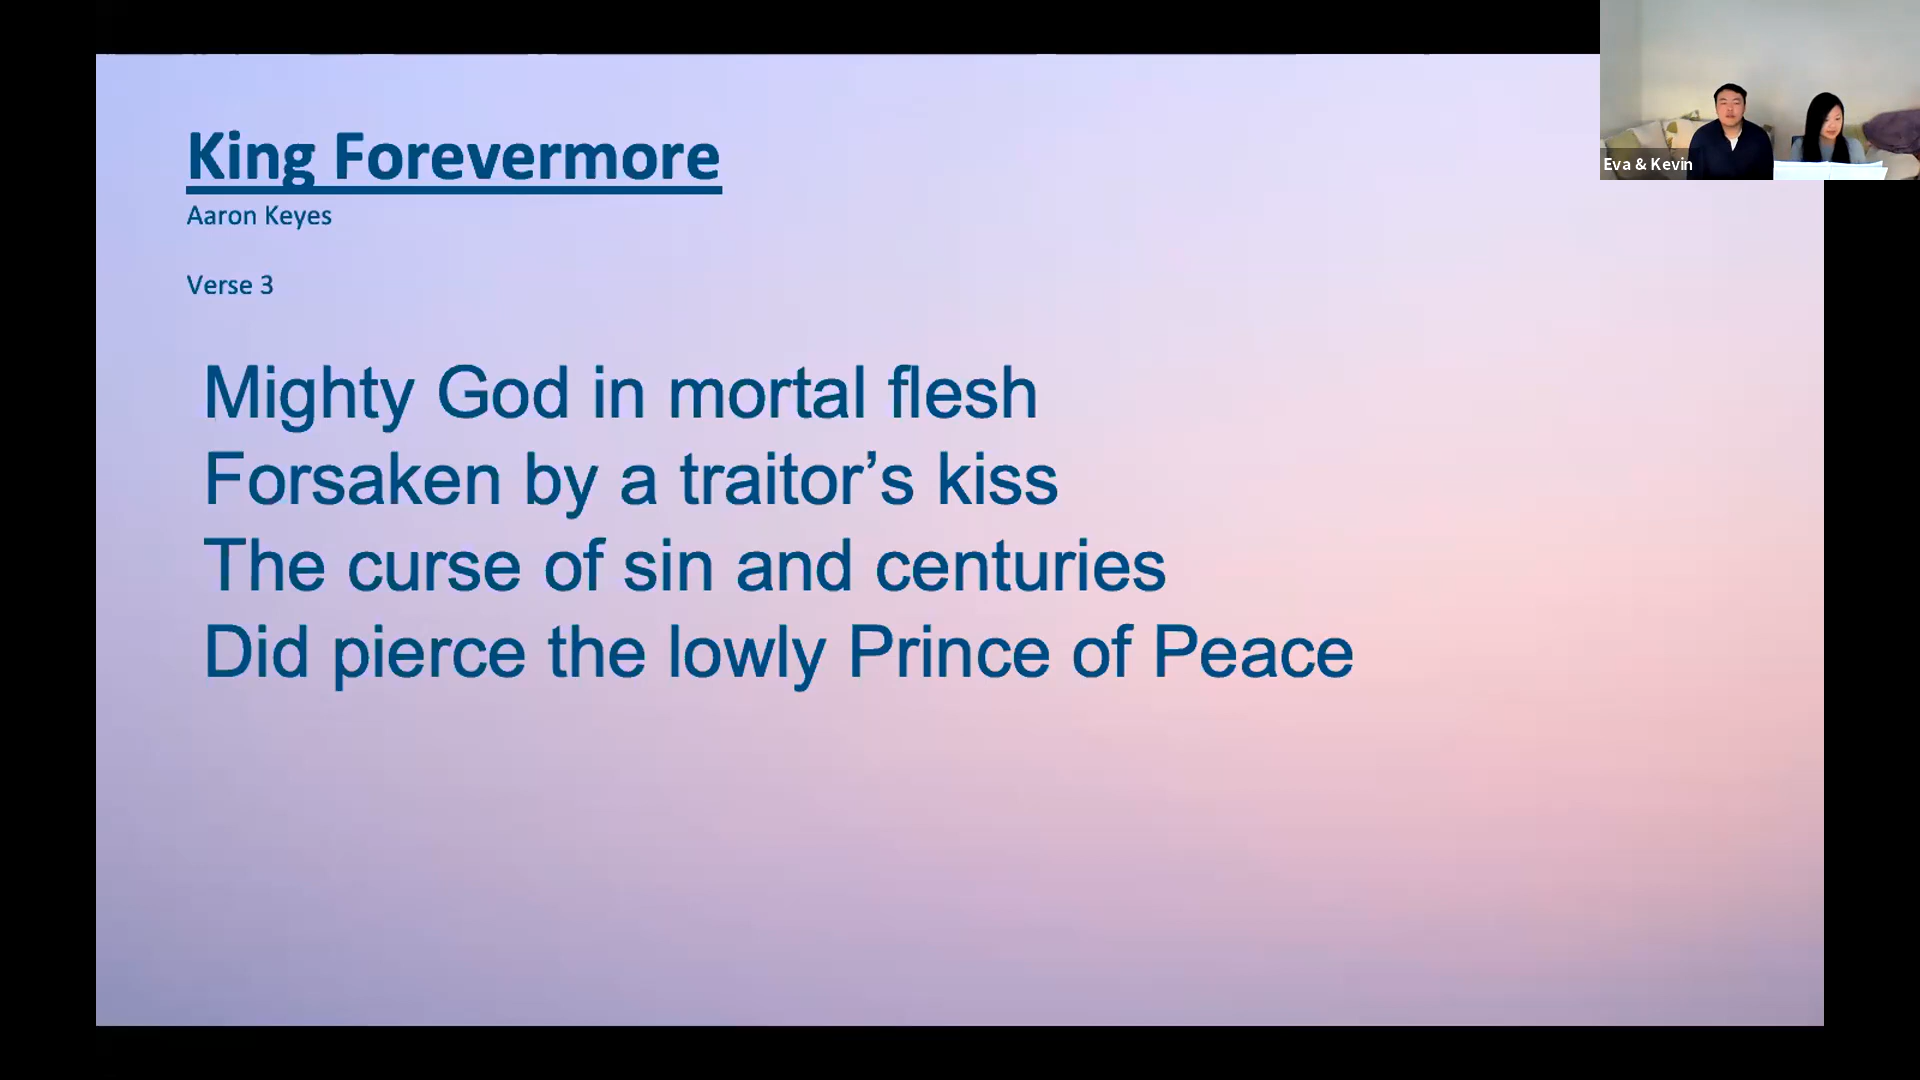 King Forevermore
Aaron Keyes
Verse 3
Mighty God in mortal flesh
Forsaken by a traitor’s kiss
The curse of sin and centuries
Did pierce the lowly Prince of Peace
Eva & Kevin